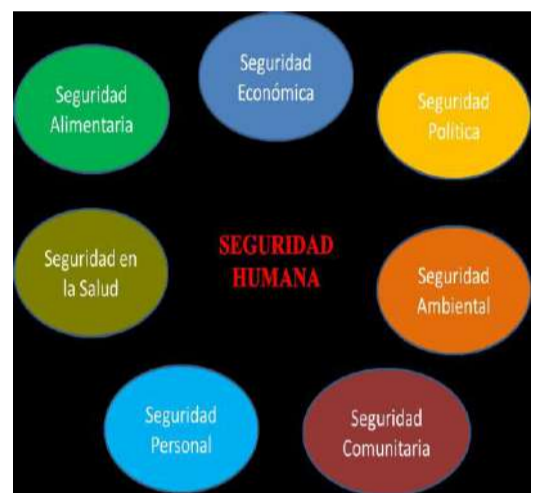 Seguridad
Económica
Seguridad
Alimentaria
Seguridad
Política
Seguridad en
la Salud
SEGURIDAD
HUMANA
Seguridad
Ambiental
Seguridad
Personal
Seguridad
Comunitaria